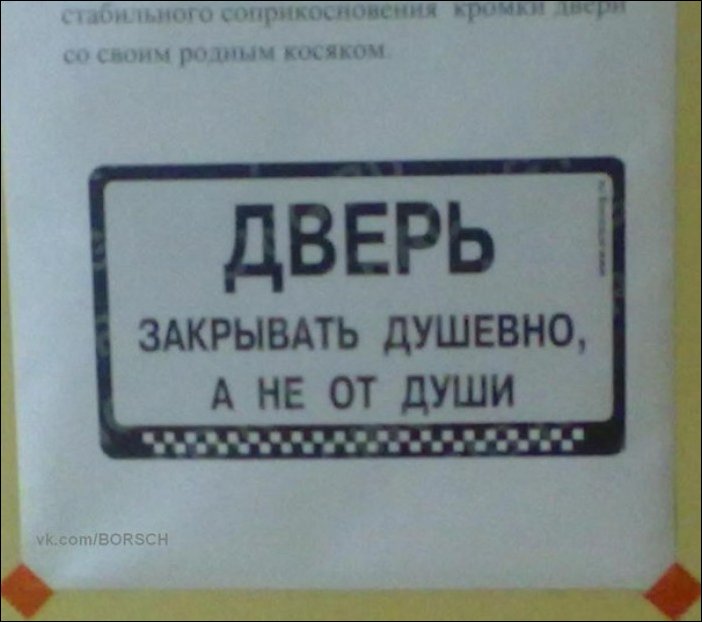 стабильного соприкосновения кромки двери
со своим родным косяком.
ДВЕРЬ
ЗАКРЫВАТЬ ДУШЕВНО,
А НЕ ОТ ДУШИ
vk.com/BORSCH